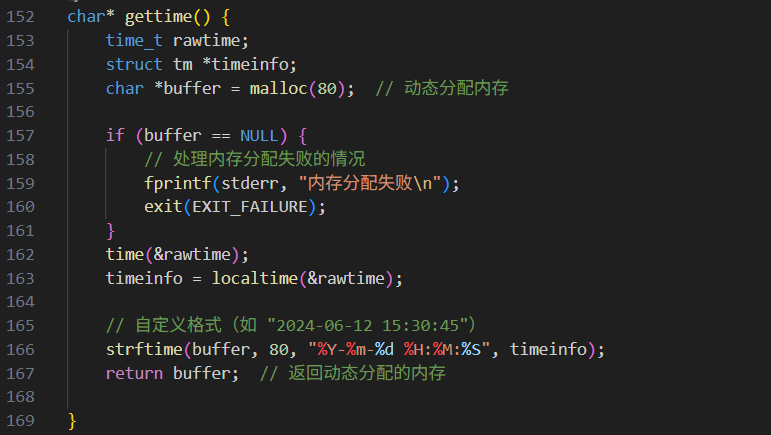 152 char* gettime() {
153     time_t rawtime;
154     struct tm *timeinfo;
155     char *buffer = malloc(80);  // 动态分配内存
156
157     if (buffer == NULL) {
158         // 处理内存分配失败的情况
159         fprintf(stderr, "内存分配失败\n");
160         exit(EXIT_FAILURE);
161     }
162     time(&rawtime);
163     timeinfo = localtime(&rawtime);
164
165     // 自定义格式（如 "2024-06-12 15:30:45"）
166     strftime(buffer, 80, "%Y-%m-%d %H:%M:%S", timeinfo);
167     return buffer;  // 返回动态分配的内存
168
169 }